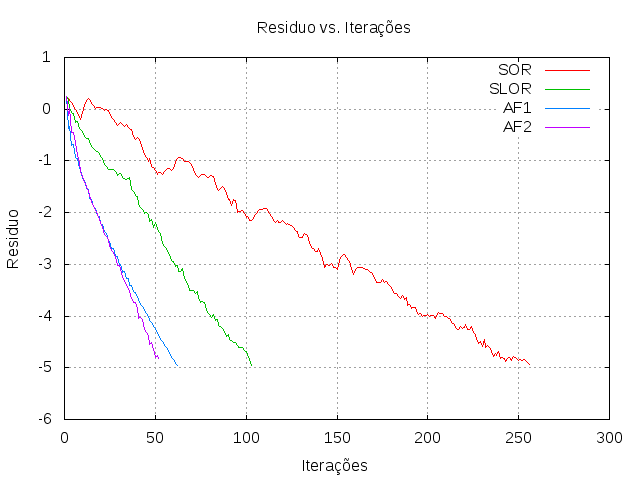 Residuo vs. Iterações
1
0
-1
-2
-3
-4
-5
-6
Residuo
SOR
SLOR
AF1
AF2
0 50 100 150 200 250 300
Iterações